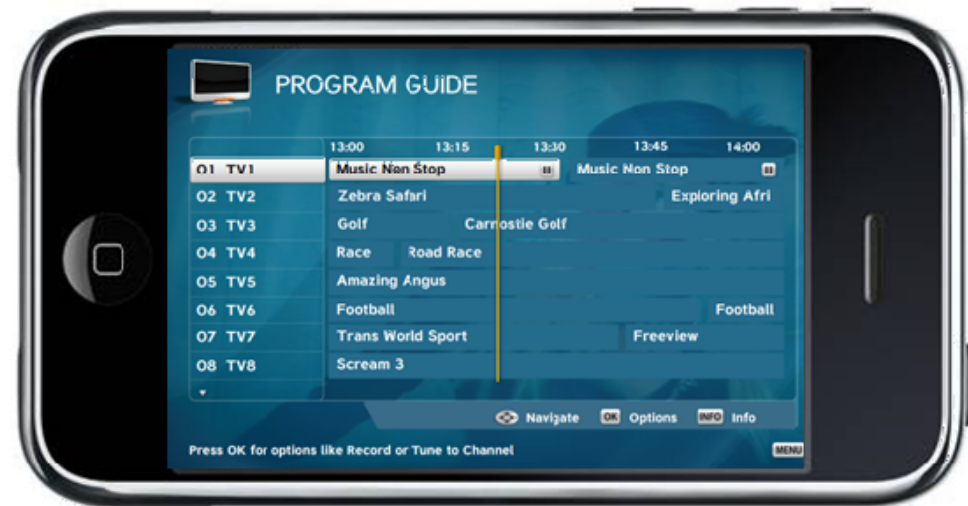 PROGRAM GUIDE
13:00 13:15 13:30 13:45 14:00
01 TV1 Music Non Stop Music Non Stop
02 TV2 Zebra Safari Exploring Afri
03 TV3 Golf Carnostie Golf
04 TV4 Race Road Race
05 TV5 Amazing Angus
06 TV6 Football Football
07 TV7 Trans World Sport Freeview
08 TV8 Scream 3
Navigate OK Options INFO Info
Press OK for options like Record or Tune to Channel MENU